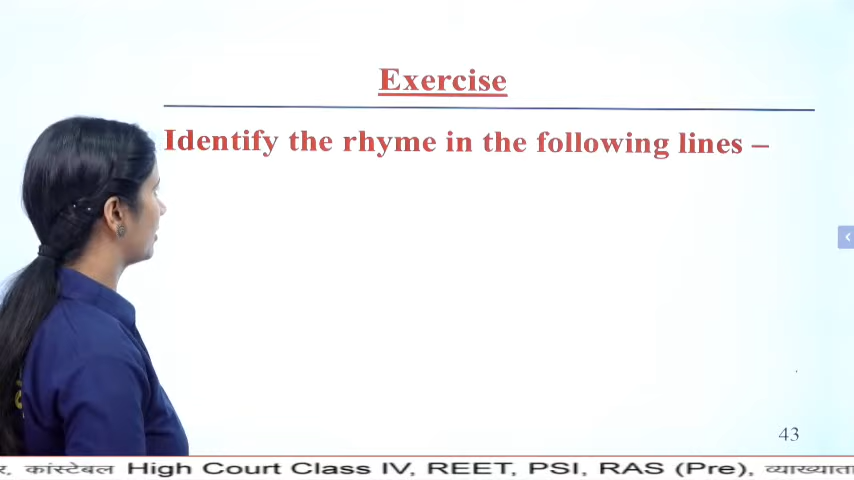 Exercise
Identify the rhyme in the following lines –
43
र, कांस्टेबल High Court Class IV, REET, PSI, RAS (Pre), व्याख्याता